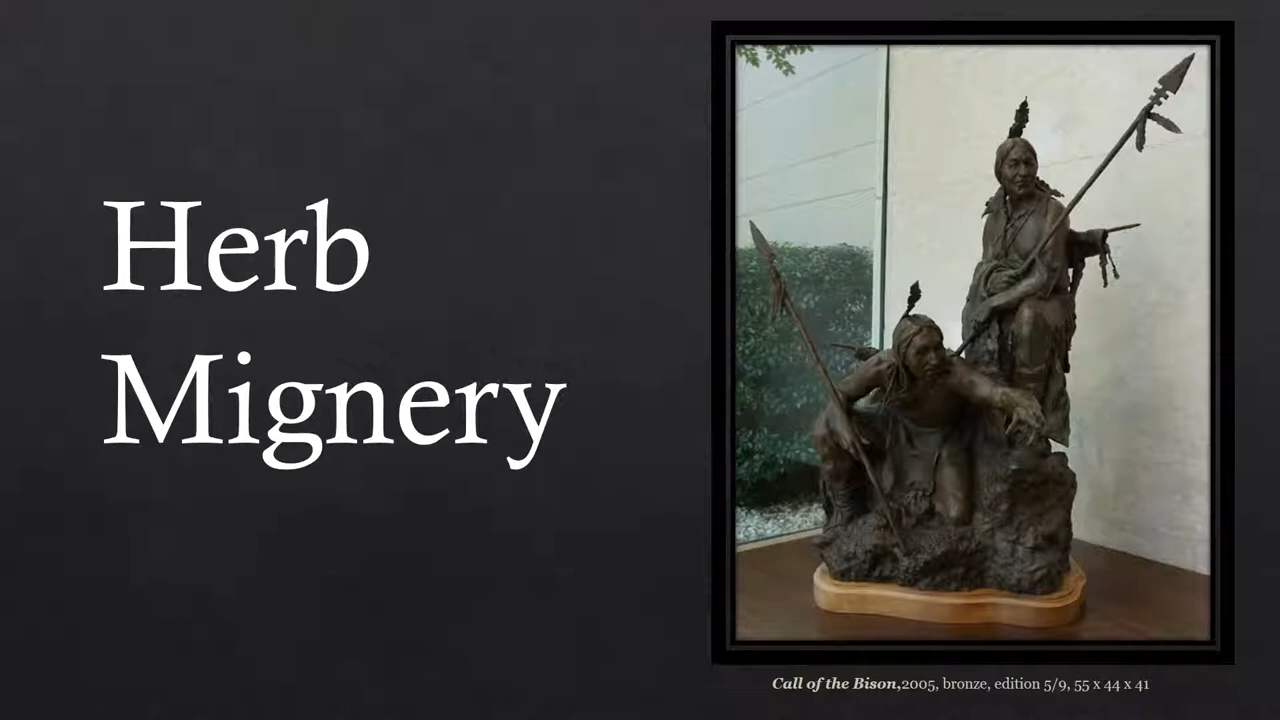 Herb
Mignery
Call of the Bison,2005, bronze, edition 5/9, 55 x 44 x 41